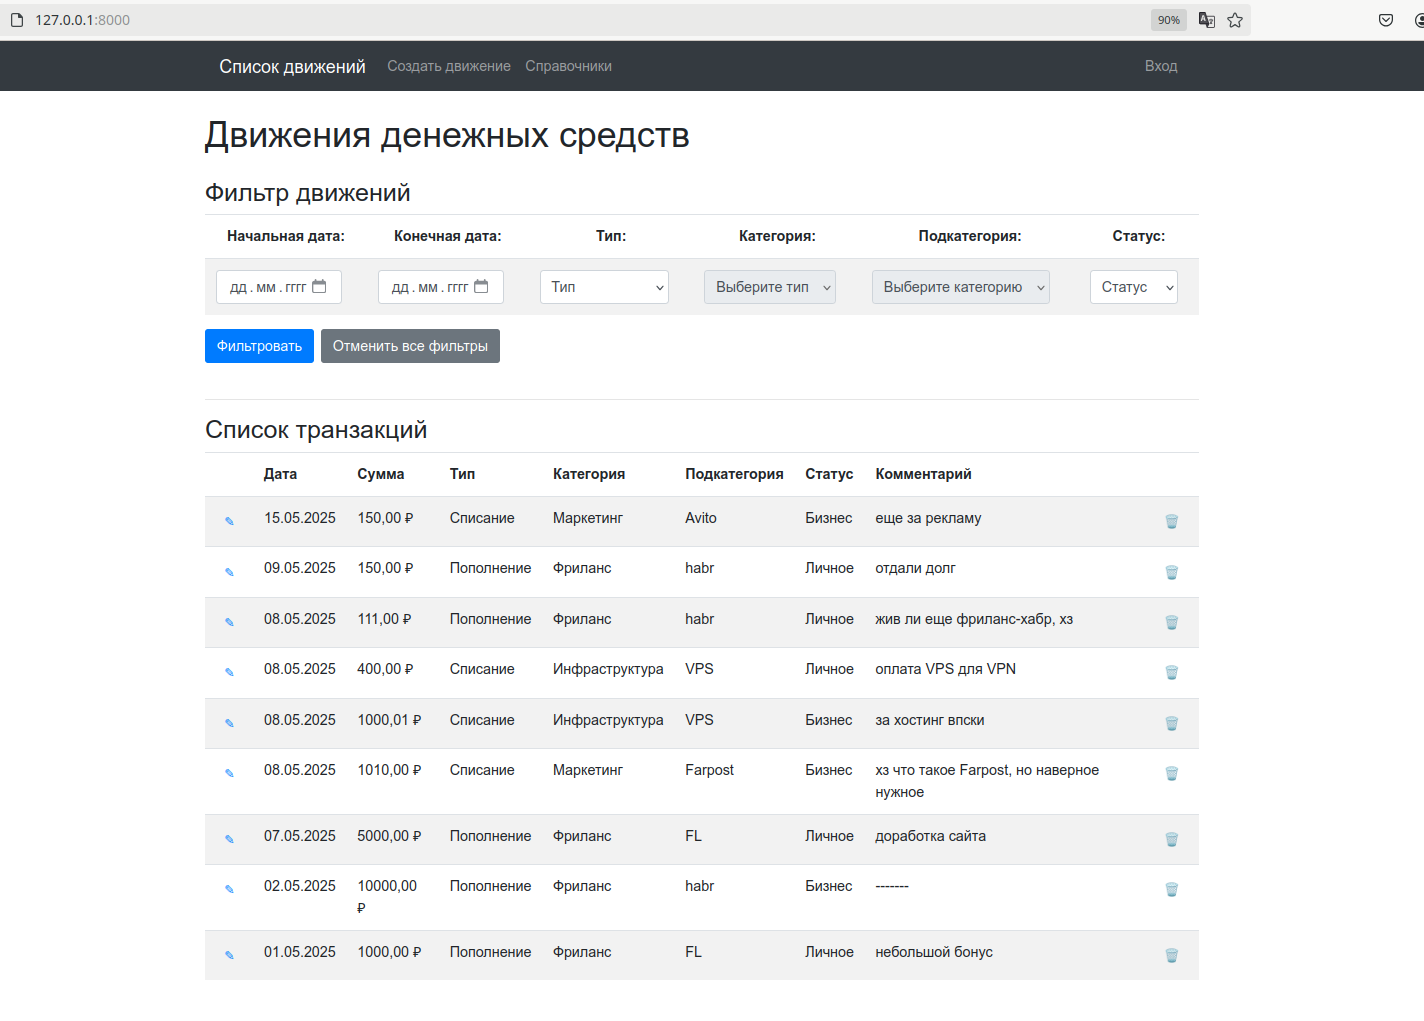 127.0.0.1:8000 90%
Список движений Создать движение Справочники Вход
Движения денежных средств
Фильтр движений
Начальная дата: Конечная дата: Тип: Категория: Подкатегория: Статус:
дд . мм . гггг дд . мм . гггг Тип Выберите тип Выберите категорию Статус
Фильтровать Отменить все фильтры
Список транзакций
Дата Сумма Тип Категория Подкатегория Статус Комментарий
15.05.2025 150,00 ₽ Списание Маркетинг Avito Бизнес еще за рекламу
09.05.2025 150,00 ₽ Пополнение Фриланс habr Личное отдали долг
08.05.2025 111,00 ₽ Пополнение Фриланс habr Личное жив ли еще фриланс-хабр, хз
08.05.2025 400,00 ₽ Списание Инфраструктура VPS Личное оплата VPS для VPN
08.05.2025 1000,01 ₽ Списание Инфраструктура VPS Бизнес за хостинг впски
08.05.2025 1010,00 ₽ Списание Маркетинг Farpost Бизнес хз что такое Farpost, но наверное
нужное
07.05.2025 5000,00 ₽ Пополнение Фриланс FL Личное доработка сайта
02.05.2025 10000,00 Пополнение Фриланс habr Бизнес -------
₽
01.05.2025 1000,00 ₽ Пополнение Фриланс FL Личное небольшой бонус